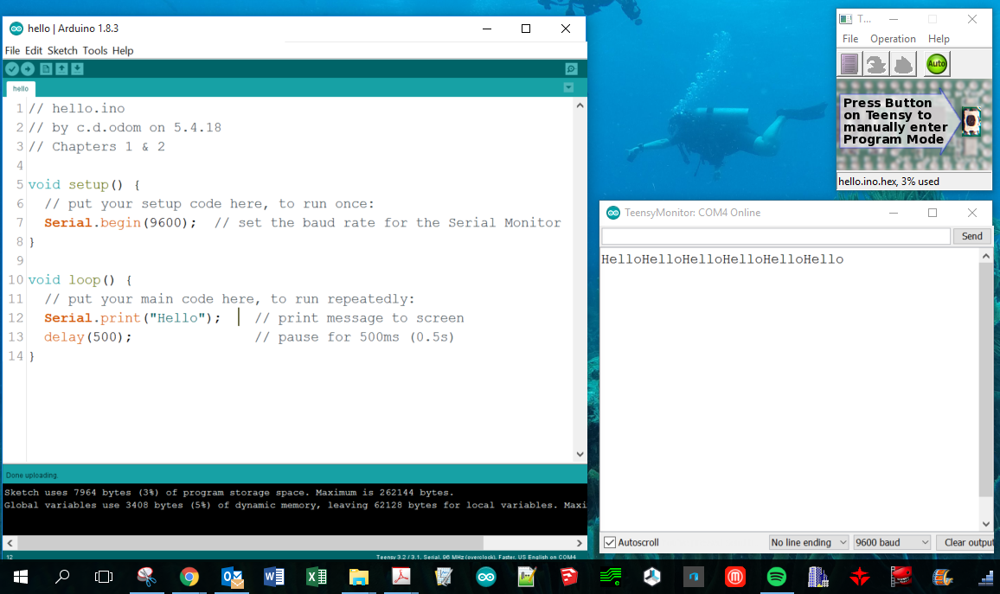 hello | Arduino 1.8.3
File Edit Sketch Tools Help
hello
1 // hello.ino
2 // by c.d.odom on 5.4.18
3 // Chapters 1 & 2
4
5 void setup() {
6 // put your setup code here, to run once:
7 Serial.begin(9600); // set the baud rate for the Serial Monitor
8 }
9
10 void loop() {
11 // put your main code here, to run repeatedly:
12 Serial.print("Hello"); // print message to screen
13 delay(500); // pause for 500ms (0.5s)
14 }
Done uploading.
Sketch uses 7964 bytes (3%) of program storage space. Maximum is 262144 bytes.
Global variables use 3408 bytes (5%) of dynamic memory, leaving 62128 bytes for local variables. Maxi
12
Teensy 3.2 / 3.1, Serial, 96 MHz (overclock), Faster, US English on COM4
T...
File Operation Help
Auto
Press Button
on Teensy to
manually enter
Program Mode
hello.ino.hex, 3% used
TeensyMonitor: COM4 Online
Send
HelloHelloHelloHelloHelloHello
Autoscroll
No line ending
9600 baud
Clear output